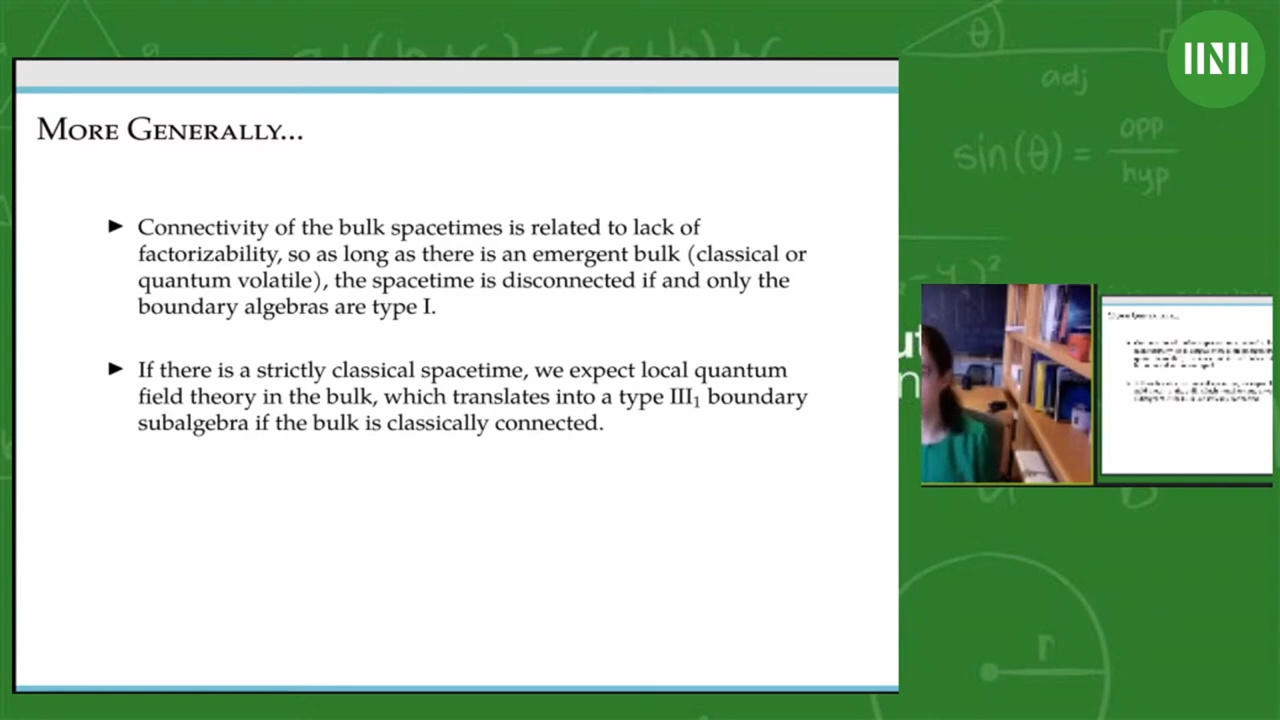 MORE GENERALLY...
► Connectivity of the bulk spacetimes is related to lack of
factorizability, so as long as there is an emergent bulk (classical or
quantum volatile), the spacetime is disconnected if and only the
boundary algebras are type I.
► If there is a strictly classical spacetime, we expect local quantum
field theory in the bulk, which translates into a type III₁ boundary
subalgebra if the bulk is classically connected.
θ
adj
sin(θ) = opp
hyp
r